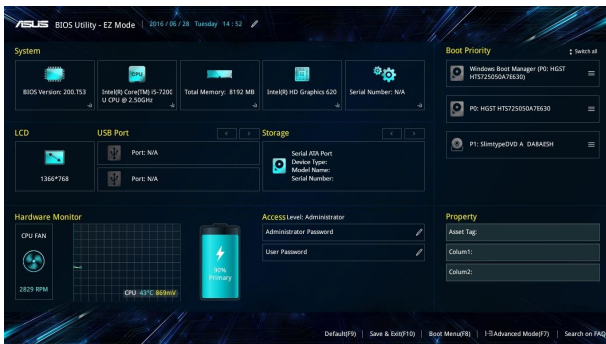 ASUS BIOS Utility - EZ Mode 2016 / 06 / 28 Tuesday 14 : 52
System
BIOS Version: 200.T53
Intel(R) Core(TM) i5-7200
U CPU @ 2.50GHz
Total Memory: 8192 MB
Intel(R) HD Graphics 620
Serial Number: N/A
LCD
1366*768
USB Port
Port: N/A
Port: N/A
Storage
Serial ATA Port
Device Type:
Model Name:
Serial Number:
Hardware Monitor
CPU FAN
2829 RPM
CPU 43°C 869mV
90%
Primary
Access Level: Administrator
Administrator Password
User Password
Boot Priority
Switch all
Windows Boot Manager (P0: HGST
HTS725050A7E630)
P0: HGST HTS725050A7E630
P1: SlimtypeDVD A DA8AESH
Property
Asset Tag:
Colum1:
Colum2:
Default(F9) Save & Exit(F10) Boot Menu(F8) Advanced Mode(F7) Search on FAQ